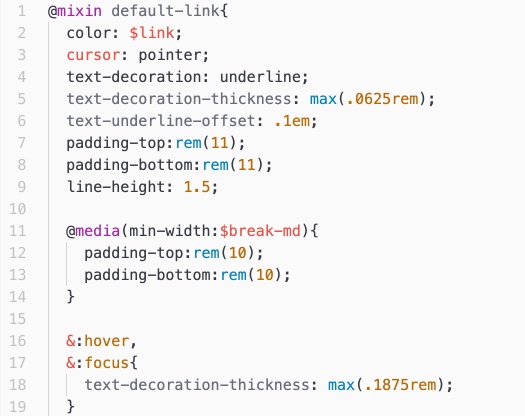 1 @mixin default-link{
2 color: $link;
3 cursor: pointer;
4 text-decoration: underline;
5 text-decoration-thickness: max(.0625rem);
6 text-underline-offset: .1em;
7 padding-top:rem(11);
8 padding-bottom:rem(11);
9 line-height: 1.5;
10
11 @media(min-width:$break-md){
12 padding-top:rem(10);
13 padding-bottom:rem(10);
14 }
15
16 &:hover,
17 &:focus{
18 text-decoration-thickness: max(.1875rem);
19 }